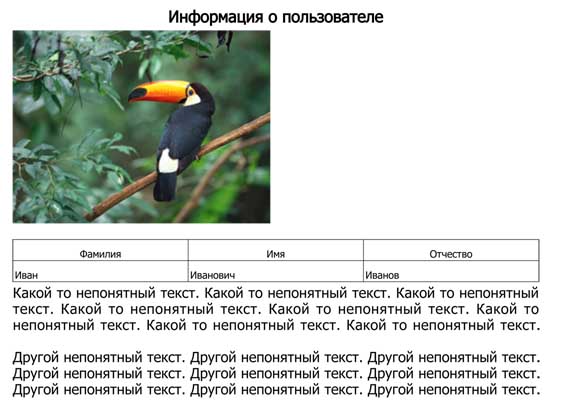 Информация о пользователе
Фамилия Имя Отчество
Иван Иванович Иванов
Какой то непонятный текст. Какой то непонятный текст. Какой то непонятный
текст. Какой то непонятный текст. Какой то непонятный текст. Какой то
непонятный текст. Какой то непонятный текст. Какой то непонятный текст.
Другой непонятный текст. Другой непонятный текст. Другой непонятный текст.
Другой непонятный текст. Другой непонятный текст. Другой непонятный текст.
Другой непонятный текст. Другой непонятный текст. Другой непонятный текст.